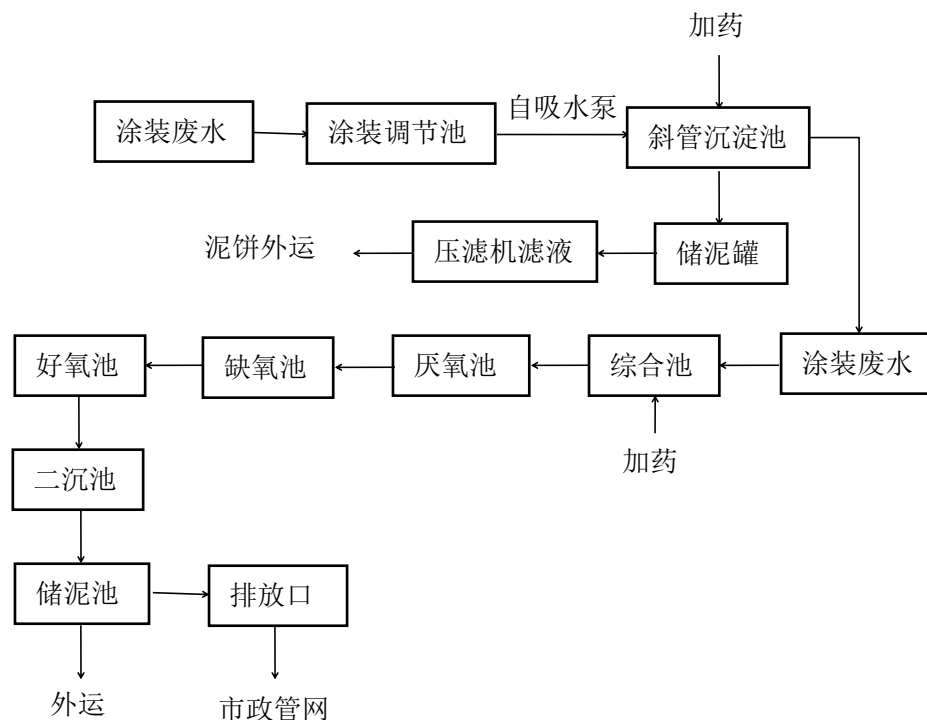 加药
涂装废水
涂装调节池
自吸水泵
斜管沉淀池
泥饼外运
压滤机滤液
储泥罐
好氧池
缺氧池
厌氧池
综合池
涂装废水
加药
二沉池
储泥池
排放口
外运
市政管网